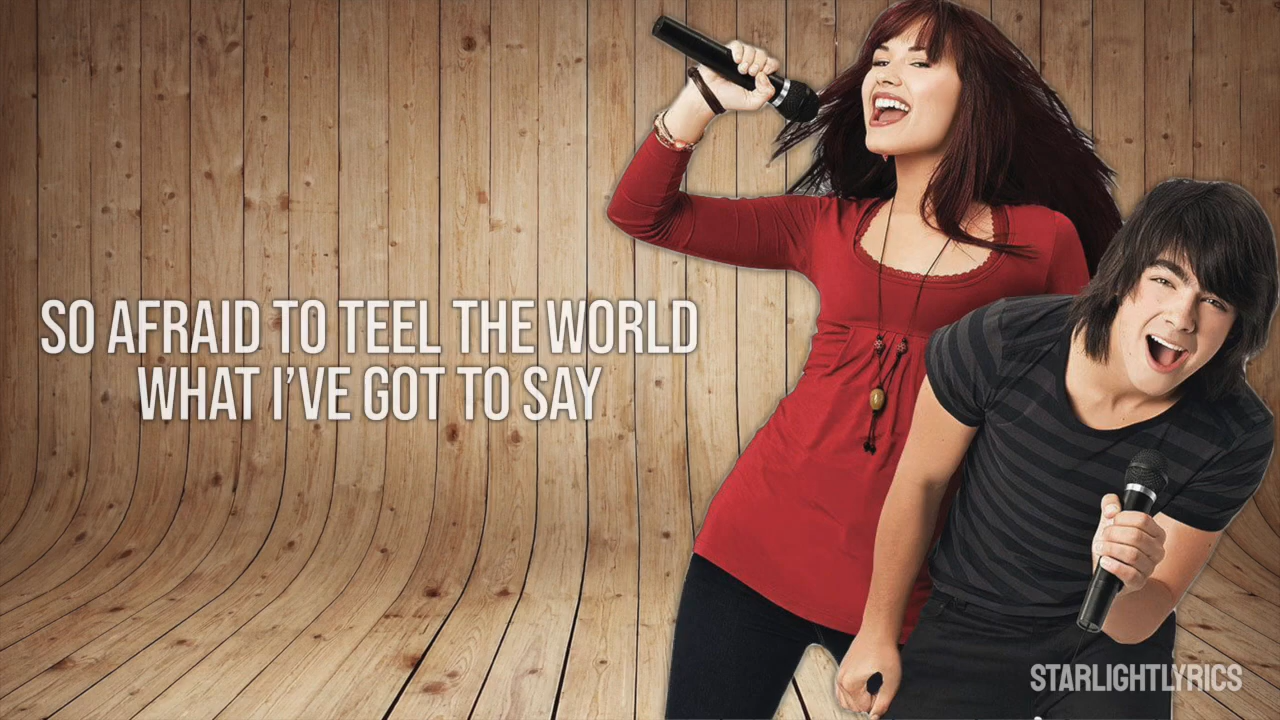 SO AFRAID TO TEEL THE WORLD
WHAT I'VE GOT TO SAY
STARLIGHTLYRICS